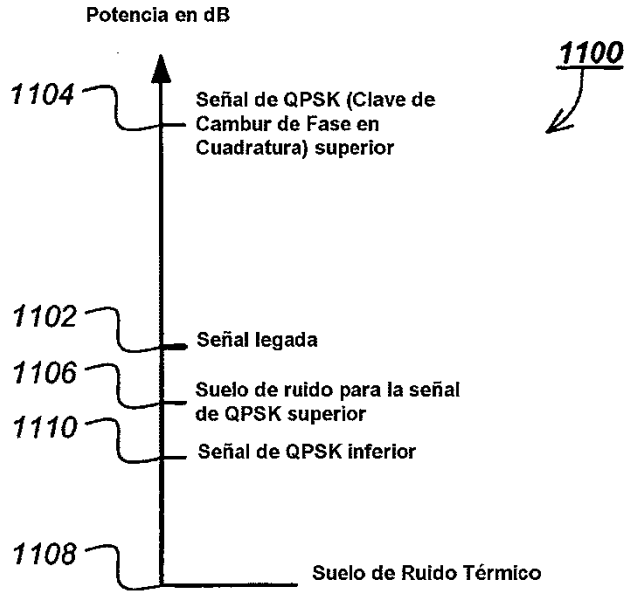 Potencia en dB
1100
1104
Señal de QPSK (Clave de
Cambur de Fase en
Cuadratura) superior
1102
Señal legada
1106
Suelo de ruido para la señal
de QPSK superior
1110
Señal de QPSK inferior
1108
Suelo de Ruido Térmico